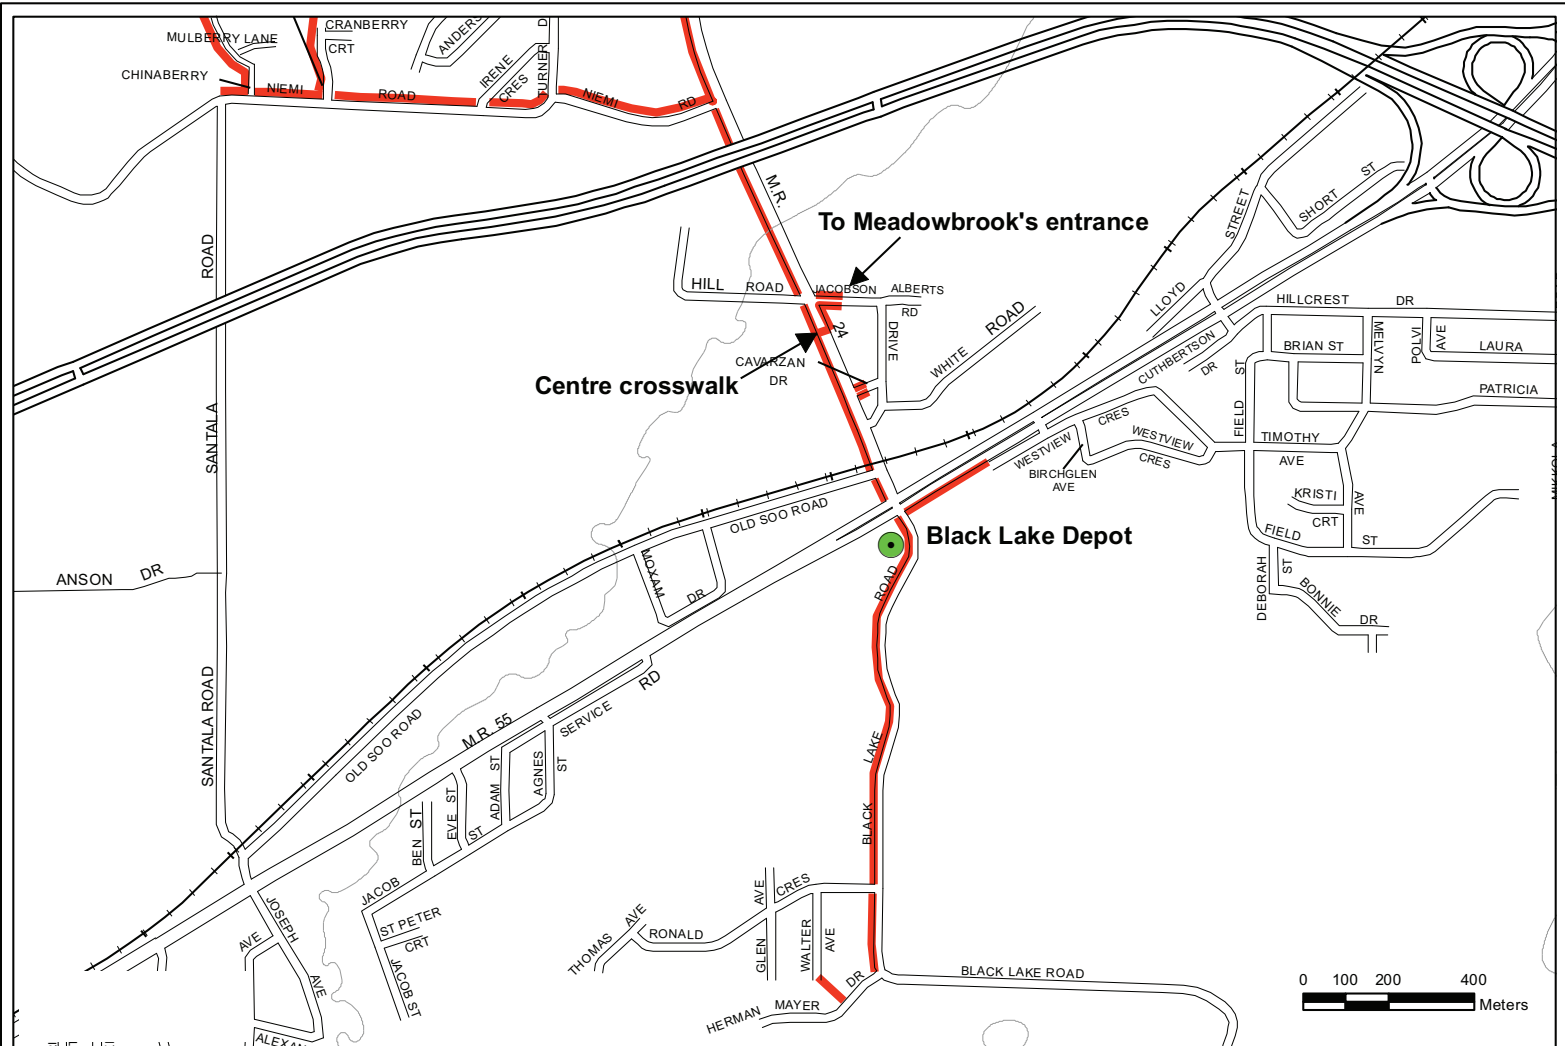 CRANBERRY
CRT
MULBERRY LANE
ANDERS
D
TURNER
IRENE
CRES
CHINABERRY
NIEMI
ROAD
NIEMI
RD
M.R.
To Meadowbrook's entrance
STREET
SHORT
ST
ROAD
HILL
ROAD
JACOBSON
ALBERTS
RD
LLOYD
HILLCREST
DR
24
DRIVE
WHITE
ROAD
CAVARZAN
DR
Centre crosswalk
CUTHBERTSON
DR
ST
BRIAN ST
MELVYN
POLVI
AVE
LAURA
PATRICIA
SANTALA
CRES
WESTVIEW
WESTVIEW
CRES
FIELD
TIMOTHY
AVE
BIRCHGLEN
AVE
KRISTI
AVE
CRT
OLD SOO ROAD
Black Lake Depot
FIELD
ST
ANSON
DR
MOXAM
DR
ROAD
DEBORAH
ST
BONNIE
DR
SANTALA ROAD
OLD SOO ROAD
M.R. 55
SERVICE
RD
LAKE
BEN
ST
EVE
ST
ADAM
ST
AGNES
ST
ST
BLACK
JACOB
ST PETER
CRT
JACOB ST
JOSEPH
AVE
AVE
ALEXAN
THOMAS
AVE
RONALD
GLEN
AVE
CRES
WALTER
AVE
DR
MAYER
HERMAN
BLACK LAKE ROAD
0 100 200 400
Meters